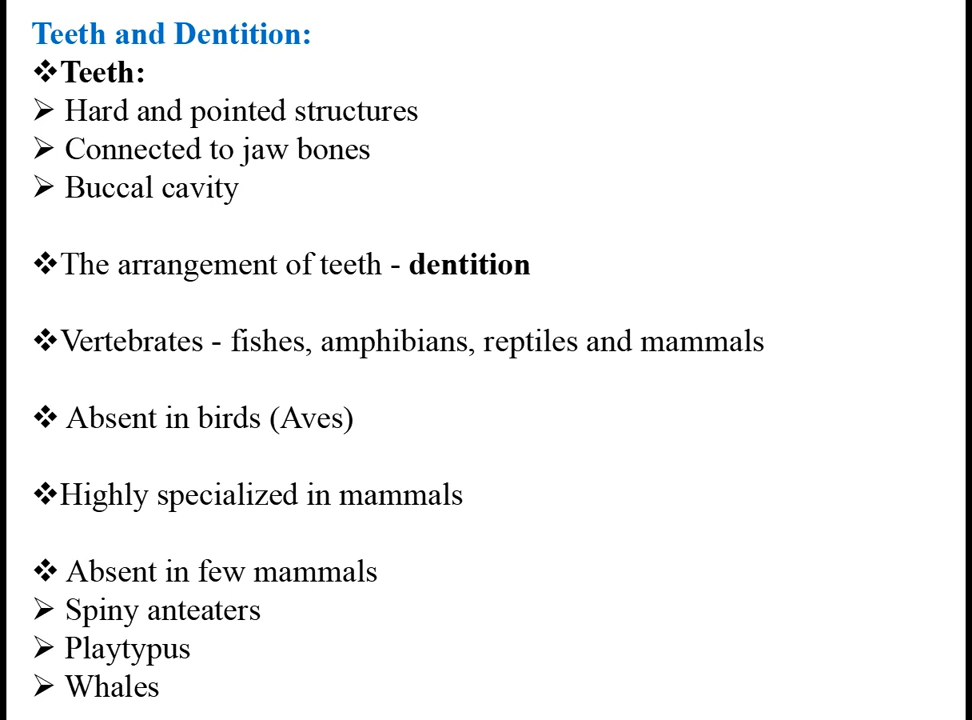 Teeth and Dentition:
❖Teeth:
➢ Hard and pointed structures
➢ Connected to jaw bones
➢ Buccal cavity
❖The arrangement of teeth - dentition
❖Vertebrates - fishes, amphibians, reptiles and mammals
❖ Absent in birds (Aves)
❖Highly specialized in mammals
❖ Absent in few mammals
➢ Spiny anteaters
➢ Playtypus
➢ Whales